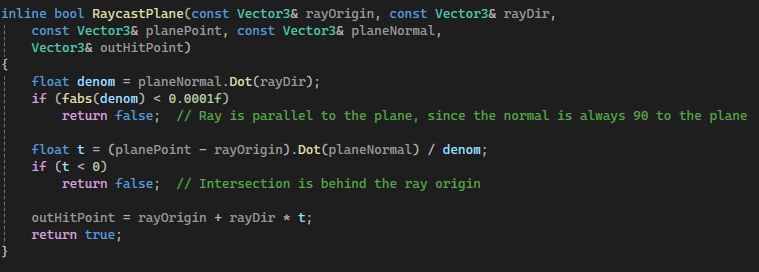 inline bool RaycastPlane(const Vector3& rayOrigin, const Vector3& rayDir,
    const Vector3& planePoint, const Vector3& planeNormal,
    Vector3& outHitPoint)
{
    float denom = planeNormal.Dot(rayDir);
    if (fabs(denom) < 0.0001f)
        return false;  // Ray is parallel to the plane, since the normal is always 90 to the plane

    float t = (planePoint - rayOrigin).Dot(planeNormal) / denom;
    if (t < 0)
        return false;  // Intersection is behind the ray origin

    outHitPoint = rayOrigin + rayDir * t;
    return true;
}